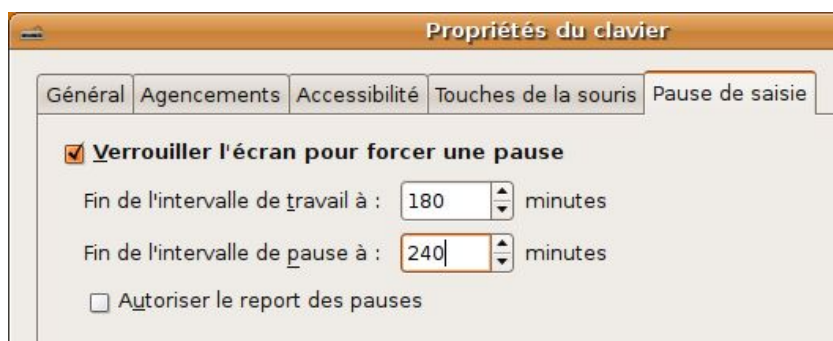 Propriétés du clavier
Général Agencements Accessibilité Touches de la souris Pause de saisie
Verrouiller l'écran pour forcer une pause
Fin de l'intervalle de travail à : 180 minutes
Fin de l'intervalle de pause à : 240 minutes
Autoriser le report des pauses